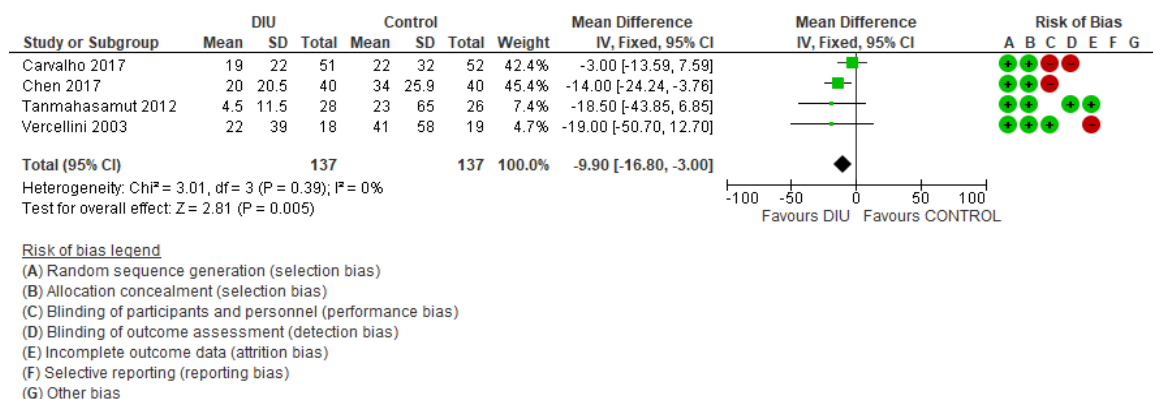 DIU Control Mean Difference Mean Difference Risk of Bias
Study or Subgroup Mean SD Total Mean SD Total Weight IV, Fixed, 95% CI IV, Fixed, 95% CI A B C D E F G
Carvalho 2017 19 22 51 22 32 52 42.4% -3.00 [-13.59, 7.59] + + - -
Chen 2017 20 20.5 40 34 25.9 40 45.4% -14.00 [-24.24, -3.76] + + -
Tanmahasamut 2012 4.5 11.5 28 23 65 26 7.4% -18.50 [-43.85, 6.85] + + + +
Vercellini 2003 22 39 18 41 58 19 4.7% -19.00 [-50.70, 12.70] + + + -
Total (95% CI) 137 137 100.0% -9.90 [-16.80, -3.00]
Heterogeneity: Chi² = 3.01, df = 3 (P = 0.39); I² = 0%
Test for overall effect: Z = 2.81 (P = 0.005)
-100 -50 0 50 100
Favours DIU Favours CONTROL
Risk of bias legend
(A) Random sequence generation (selection bias)
(B) Allocation concealment (selection bias)
(C) Blinding of participants and personnel (performance bias)
(D) Blinding of outcome assessment (detection bias)
(E) Incomplete outcome data (attrition bias)
(F) Selective reporting (reporting bias)
(G) Other bias